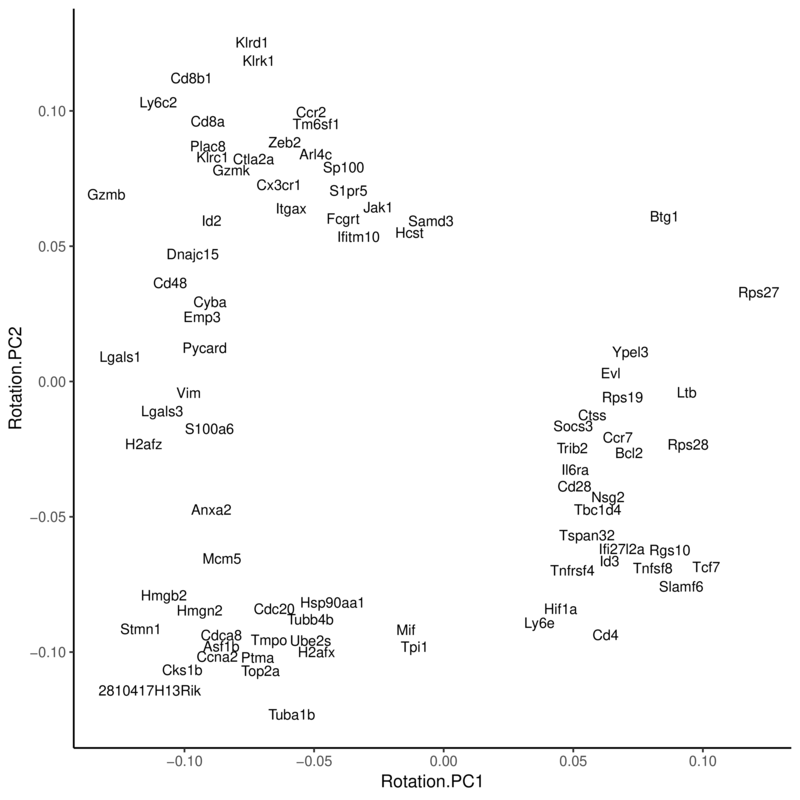 Klrd1
Klrk1
Cd8b1
Ly6c2
Ccr2
Cd8a
Tm6sf1
Plac8
Zeb2
Klrc1
Ctla2a
Arl4c
Gzmk
Sp100
Gzmb
Cx3cr1
S1pr5
Itgax
Jak1
Id2
Fcgrt
Samd3
Btg1
Ifitm10
Hcst
Dnajc15
Cd48
Rps27
Cyba
Emp3
Pycard
Lgals1
Ypel3
Evl
Vim
Rps19
Ltb
Lgals3
Ctss
S100a6
Socs3
H2afz
Ccr7
Rps28
Trib2
Bcl2
Il6ra
Cd28
Nsg2
Anxa2
Tbc1d4
Tspan32
Mcm5
Ifi27l2a
Rgs10
Id3
Tnfrsf4
Tnfsf8
Tcf7
Slamf6
Hmgb2
Hsp90aa1
Hmgn2
Cdc20
Hif1a
Tubb4b
Ly6e
Stmn1
Mif
Cdca8
Cd4
Tmpo
Ube2s
Asf1b
Tpi1
Ccna2
Ptma
H2afx
Cks1b
Top2a
2810417H13Rik
Tuba1b
0.10
0.05
0.00
−0.05
−0.10
Rotation.PC2
−0.10
−0.05
0.00
0.05
0.10
Rotation.PC1